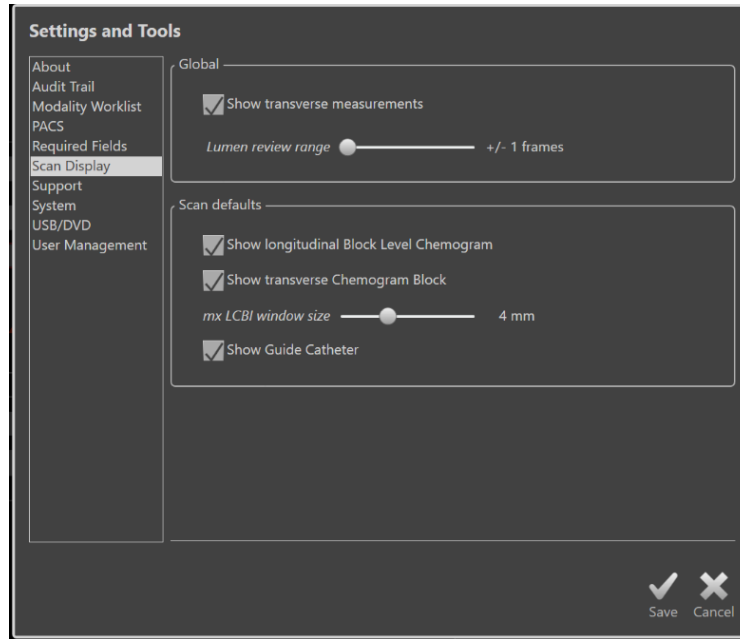 Settings and Tools
About
Audit Trail
Modality Worklist
PACS
Required Fields
Scan Display
Support
System
USB/DVD
User Management
Global
Show transverse measurements
Lumen review range +/- 1 frames
Scan defaults
Show longitudinal Block Level Chemogram
Show transverse Chemogram Block
mx LCBI window size 4 mm
Show Guide Catheter
Save Cancel